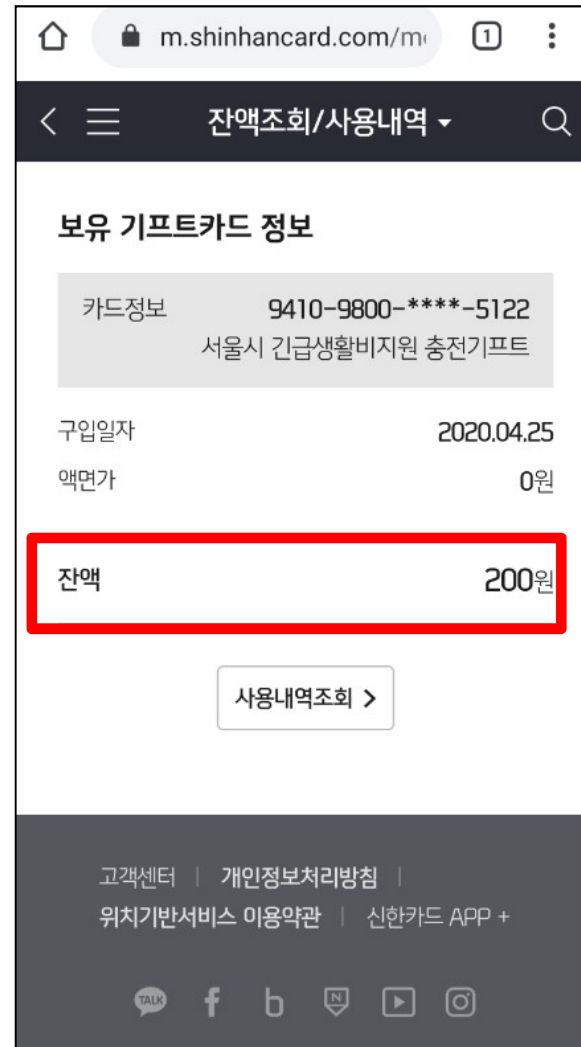 m.shinhancard.com/m
1
잔액조회/사용내역
보유 기프트카드 정보
카드정보 9410-9800-****-5122
서울시 긴급생활비지원 충전기프트
구입일자 2020.04.25
액면가 0원
잔액 200원
사용내역조회 >
고객센터 | 개인정보처리방침 |
위치기반서비스 이용약관 | 신한카드 APP +
TALK f b N